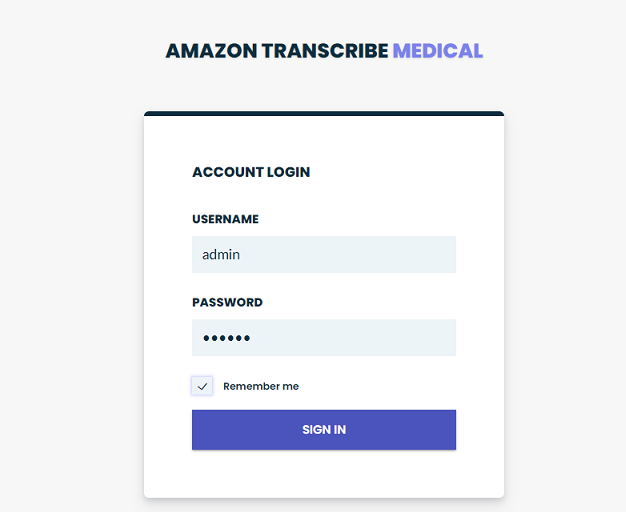 AMAZON TRANSCRIBE MEDICAL
ACCOUNT LOGIN
USERNAME
admin
PASSWORD
••••••
Remember me
SIGN IN